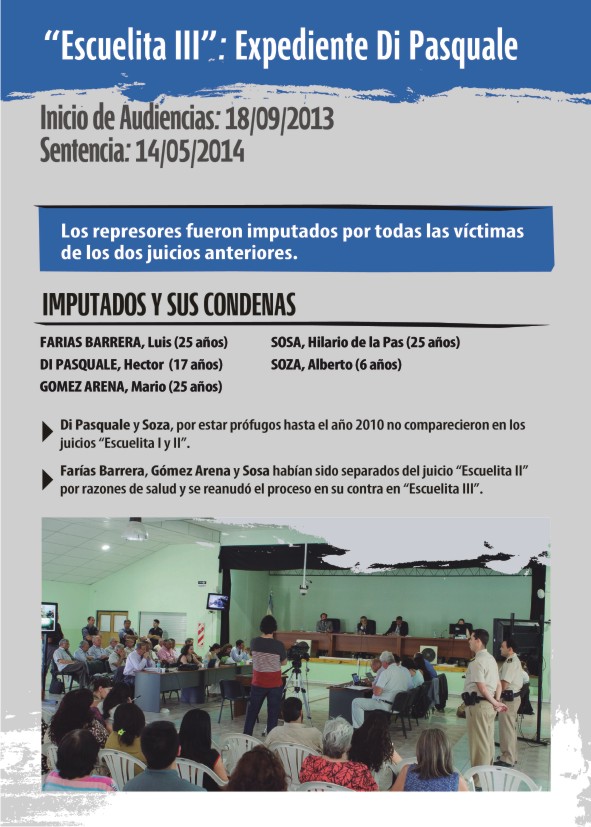 “Escuelita III”: Expediente Di Pasquale
Inicio de Audiencias: 18/09/2013
Sentencia: 14/05/2014
Los represores fueron imputados por todas las víctimas
de los dos juicios anteriores.
IMPUTADOS Y SUS CONDENAS
FARIAS BARRERA, Luis (25 años)
DI PASQUALE, Hector (17 años)
GOMEZ ARENA, Mario (25 años)
SOSA, Hilario de la Pas (25 años)
SOZA, Alberto (6 años)
Di Pasquale y Soza, por estar prófugos hasta el año 2010 no comparecieron en los
juicios “Escuelita I y II”.
Farías Barrera, Gómez Arena y Sosa habían sido separados del juicio “Escuelita II”
por razones de salud y se reanudó el proceso en su contra en “Escuelita III”.